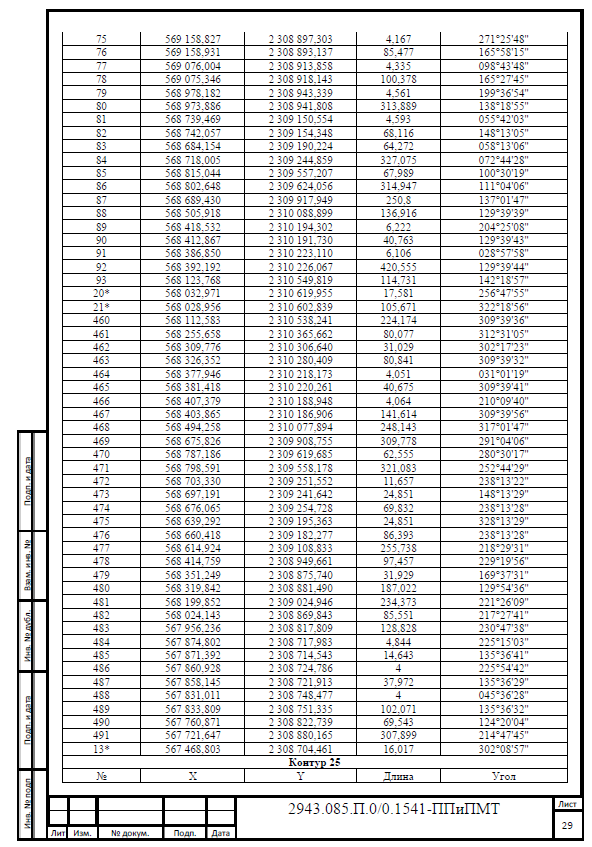 75 569 158,827 2 308 897,303 4,167 271°25'48"
76 569 158,931 2 308 893,137 85,477 165°58'15"
77 569 076,004 2 308 913,858 4,335 098°43'48"
78 569 075,346 2 308 918,143 100,378 165°27'45"
79 568 978,182 2 308 943,339 4,561 199°36'54"
80 568 973,886 2 308 941,808 313,889 138°18'55"
81 568 739,469 2 309 150,554 4,593 055°42'03"
82 568 742,057 2 309 154,348 68,116 148°13'05"
83 568 684,154 2 309 190,224 64,272 058°13'06"
84 568 718,005 2 309 244,859 327,075 072°44'28"
85 568 815,044 2 309 557,207 67,989 100°30'19"
86 568 802,648 2 309 624,056 314,947 111°04'06"
87 568 689,430 2 309 917,949 250,8 137°01'47"
88 568 505,918 2 310 088,899 136,916 129°39'39"
89 568 418,532 2 310 194,302 6,222 204°25'08"
90 568 412,867 2 310 191,730 40,763 129°39'43"
91 568 386,850 2 310 223,110 6,106 028°57'58"
92 568 392,192 2 310 226,067 420,555 129°39'44"
93 568 123,768 2 310 549,819 114,731 142°18'57"
20* 568 032,971 2 310 619,955 17,581 256°47'55"
21* 568 028,956 2 310 602,839 105,671 322°18'56"
460 568 112,583 2 310 538,241 224,174 309°39'36"
461 568 255,658 2 310 365,662 80,077 312°31'05"
462 568 309,776 2 310 306,640 31,029 302°17'23"
463 568 326,352 2 310 280,409 80,841 309°39'32"
464 568 377,946 2 310 218,173 4,051 031°01'19"
465 568 381,418 2 310 220,261 40,675 309°39'41"
466 568 407,379 2 310 188,948 4,064 210°09'40"
467 568 403,865 2 310 186,906 141,614 309°39'56"
468 568 494,258 2 310 077,894 248,143 317°01'47"
469 568 675,826 2 309 908,755 309,778 291°04'06"
470 568 787,186 2 309 619,685 62,555 280°30'17"
471 568 798,591 2 309 558,178 321,083 252°44'29"
472 568 703,330 2 309 251,552 11,657 238°13'22"
473 568 697,191 2 309 241,642 24,851 148°13'29"
474 568 676,065 2 309 254,728 69,832 238°13'28"
475 568 639,292 2 309 195,363 24,851 328°13'29"
476 568 660,418 2 309 182,277 86,393 238°13'28"
477 568 614,924 2 309 108,833 255,738 218°29'31"
478 568 414,759 2 308 949,661 97,457 229°19'56"
479 568 351,249 2 308 875,740 31,929 169°37'31"
480 568 319,842 2 308 881,490 187,022 129°54'36"
481 568 199,852 2 309 024,946 234,373 221°26'09"
482 568 024,143 2 308 869,843 85,551 217°27'41"
483 567 956,236 2 308 817,809 128,828 230°47'38"
484 567 874,802 2 308 717,983 4,844 225°15'03"
485 567 871,392 2 308 714,543 14,643 135°36'41"
486 567 860,928 2 308 724,786 4 225°54'42"
487 567 858,145 2 308 721,913 37,972 135°36'29"
488 567 831,011 2 308 748,477 4 045°36'28"
489 567 833,809 2 308 751,335 102,071 135°36'32"
490 567 760,871 2 308 822,739 69,543 124°20'04"
491 567 721,647 2 308 880,165 307,899 214°47'45"
13* 567 468,803 2 308 704,461 16,017 302°08'57"
Контур 25
№ X Y Длина Угол
Подп. и дата
Взам. инв. №
Инв. № дубл.
Подп. и дата
Инв. № подп
2943.085.П.0/0.1541-ППиПМТ
Лист
29
Лит Изм. № докум. Подп. Дата